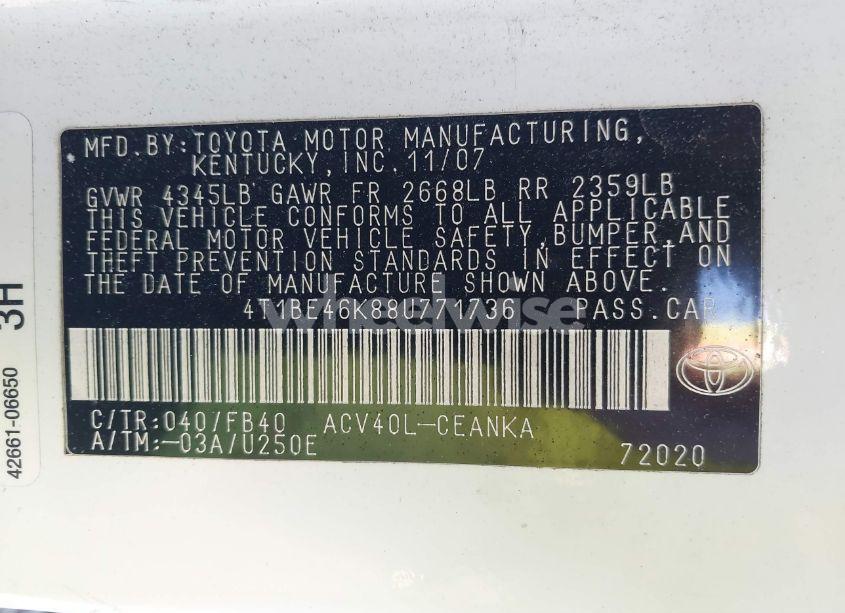 MFD.BY:TOYOTA MOTOR MANUFACTURING,
KENTUCKY,INC.11/07
GVWR 4345LB GAWR FR 2668LB RR 2359LB
THIS VEHICLE CONFORMS TO ALL APPLICABLE
FEDERAL MOTOR VEHICLE SAFETY,BUMPER,AND
THEFT PREVENTION STANDARDS IN EFFECT ON
THE DATE OF MANUFACTURE SHOWN ABOVE.
PASS.CAR
wheelwise
C/TR:040/FB40 ACV40L-CEANKA
A/TM:-03A/U250E 72020
42661-06650 3H